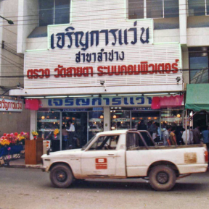 เจริญการแว่น
สาขาลำปาง
ตรวจ วัดสายตา ระบบคอมพิวเตอร์
เจริญการแว่น